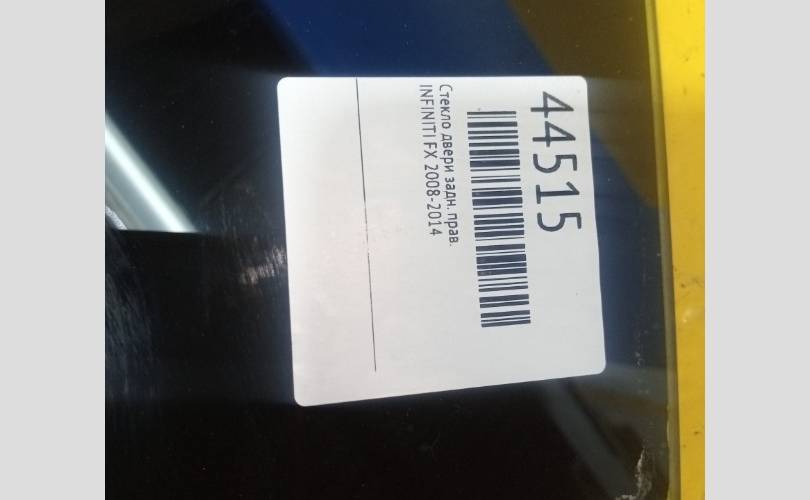 44515
Стекло двери задн. прав.
INFINITI FX 2008-2014